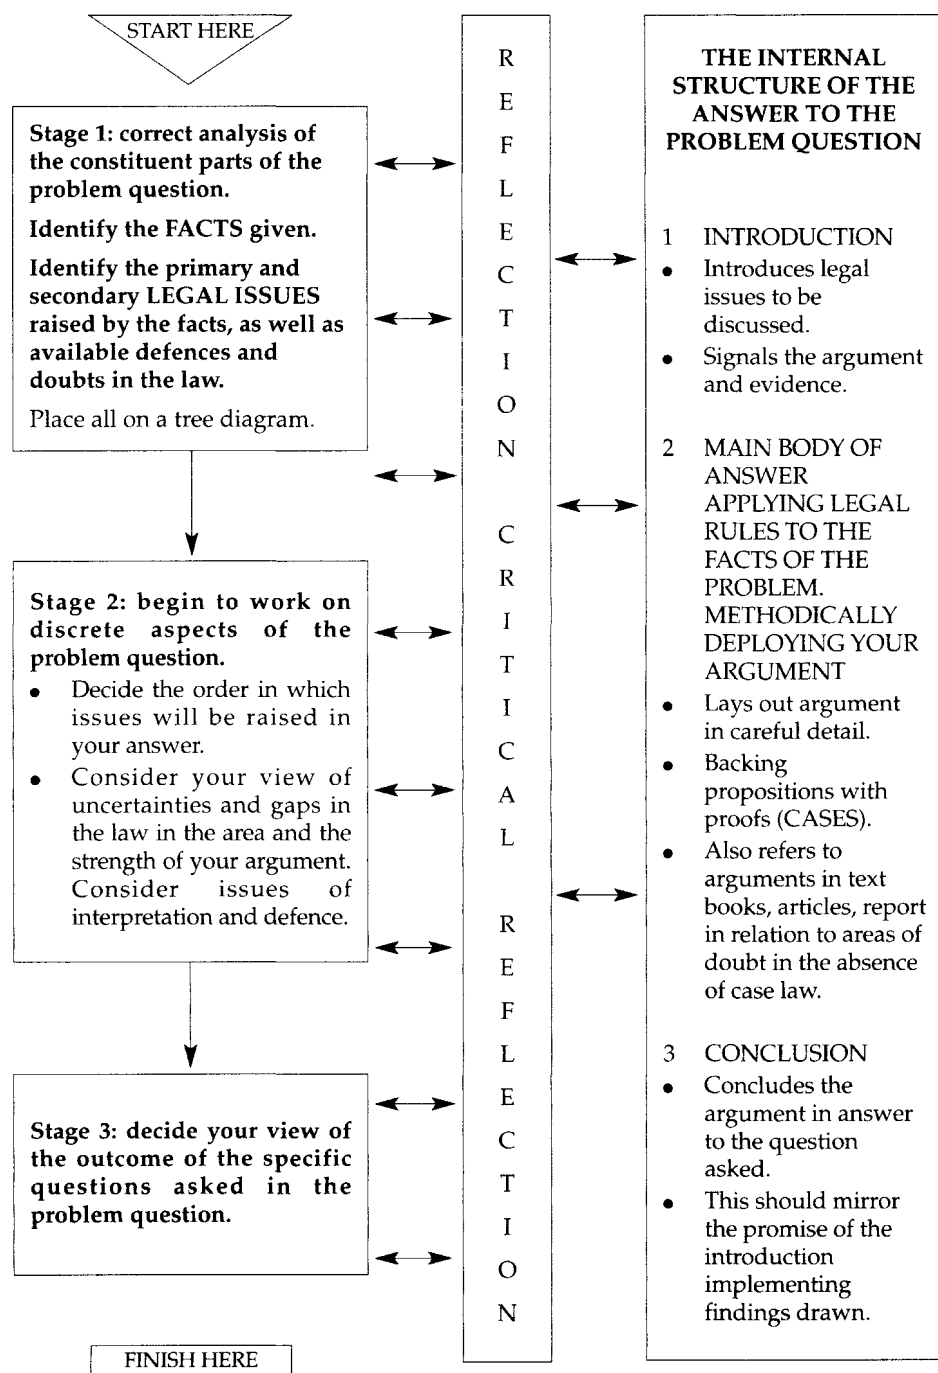 START HERE
Stage 1: correct analysis of
the constituent parts of the
problem question.
Identify the FACTS given.
Identify the primary and
secondary LEGAL ISSUES
raised by the facts, as well as
available defences and
doubts in the law.
Place all on a tree diagram.
Stage 2: begin to work on
discrete aspects of the
problem question.
• Decide the order in which
issues will be raised in
your answer.
• Consider your view of
uncertainties and gaps in
the law in the area and the
strength of your argument.
Consider issues of
interpretation and defence.
Stage 3: decide your view of
the outcome of the specific
questions asked in the
problem question.
FINISH HERE
R
E
F
L
E
C
T
I
O
N
C
R
I
T
I
C
A
L
R
E
F
L
E
C
T
I
O
N
THE INTERNAL
STRUCTURE OF THE
ANSWER TO THE
PROBLEM QUESTION
1 INTRODUCTION
• Introduces legal
issues to be
discussed.
• Signals the argument
and evidence.
2 MAIN BODY OF
ANSWER
APPLYING LEGAL
RULES TO THE
FACTS OF THE
PROBLEM.
METHODICALLY
DEPLOYING YOUR
ARGUMENT
• Lays out argument
in careful detail.
• Backing
propositions with
proofs (CASES).
• Also refers to
arguments in text
books, articles, report
in relation to areas of
doubt in the absence
of case law.
3 CONCLUSION
• Concludes the
argument in answer
to the question
asked.
• This should mirror
the promise of the
introduction
implementing
findings drawn.